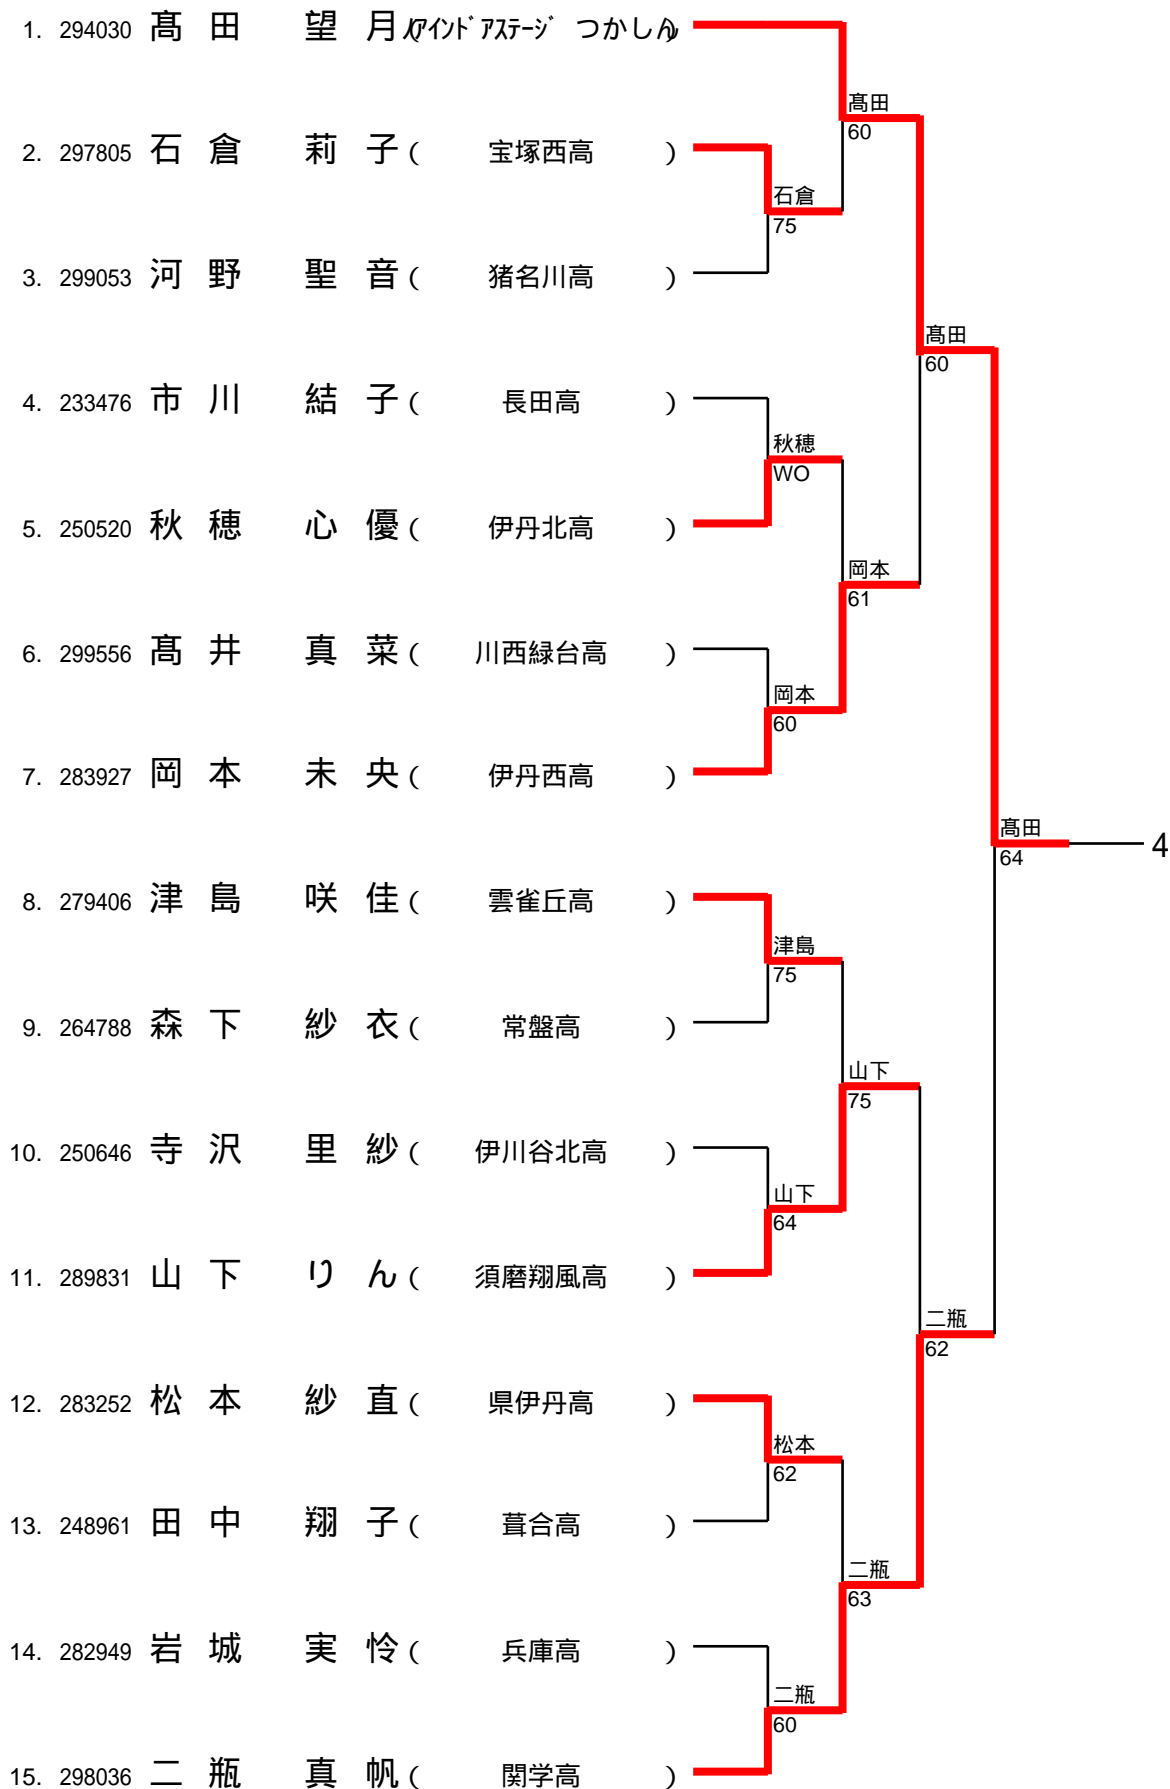 1. 294030 髙田 望月(アインドアステージ つかしん)
髙田
60
2. 297805 石倉 莉子( 宝塚西高 )
石倉
75
3. 299053 河野 聖音( 猪名川高 )
髙田
60
4. 233476 市川 結子( 長田高 )
秋穂
WO
5. 250520 秋穂 心優( 伊丹北高 )
岡本
61
6. 299556 髙井 真菜( 川西緑台高 )
岡本
60
7. 283927 岡本 未央( 伊丹西高 )
髙田
64
4
8. 279406 津島 咲佳( 雲雀丘高 )
津島
75
9. 264788 森下 紗衣( 常盤高 )
山下
75
10. 250646 寺沢 里紗( 伊川谷北高 )
山下
64
11. 289831 山下 りん( 須磨翔風高 )
二瓶
62
12. 283252 松本 紗直( 県伊丹高 )
松本
62
13. 248961 田中 翔子( 葺合高 )
二瓶
63
14. 282949 岩城 実怜( 兵庫高 )
二瓶
60
15. 298036 二瓶 真帆( 関学高 )